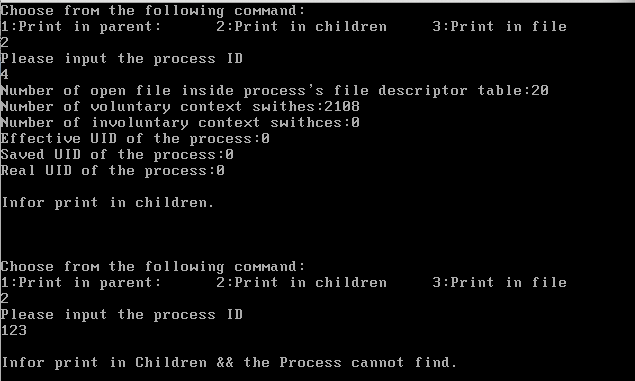 Choose from the following command:
1:Print in parent: 2:Print in children 3:Print in file
2
Please input the process ID
4
Number of open file inside process's file descriptor table:20
Number of voluntary context swithes:2108
Number of involuntary context swithces:0
Effective UID of the process:0
Saved UID of the process:0
Real UID of the process:0
Infor print in children.
Choose from the following command:
1:Print in parent: 2:Print in children 3:Print in file
2
Please input the process ID
123
Infor print in Children && the Process cannot find.